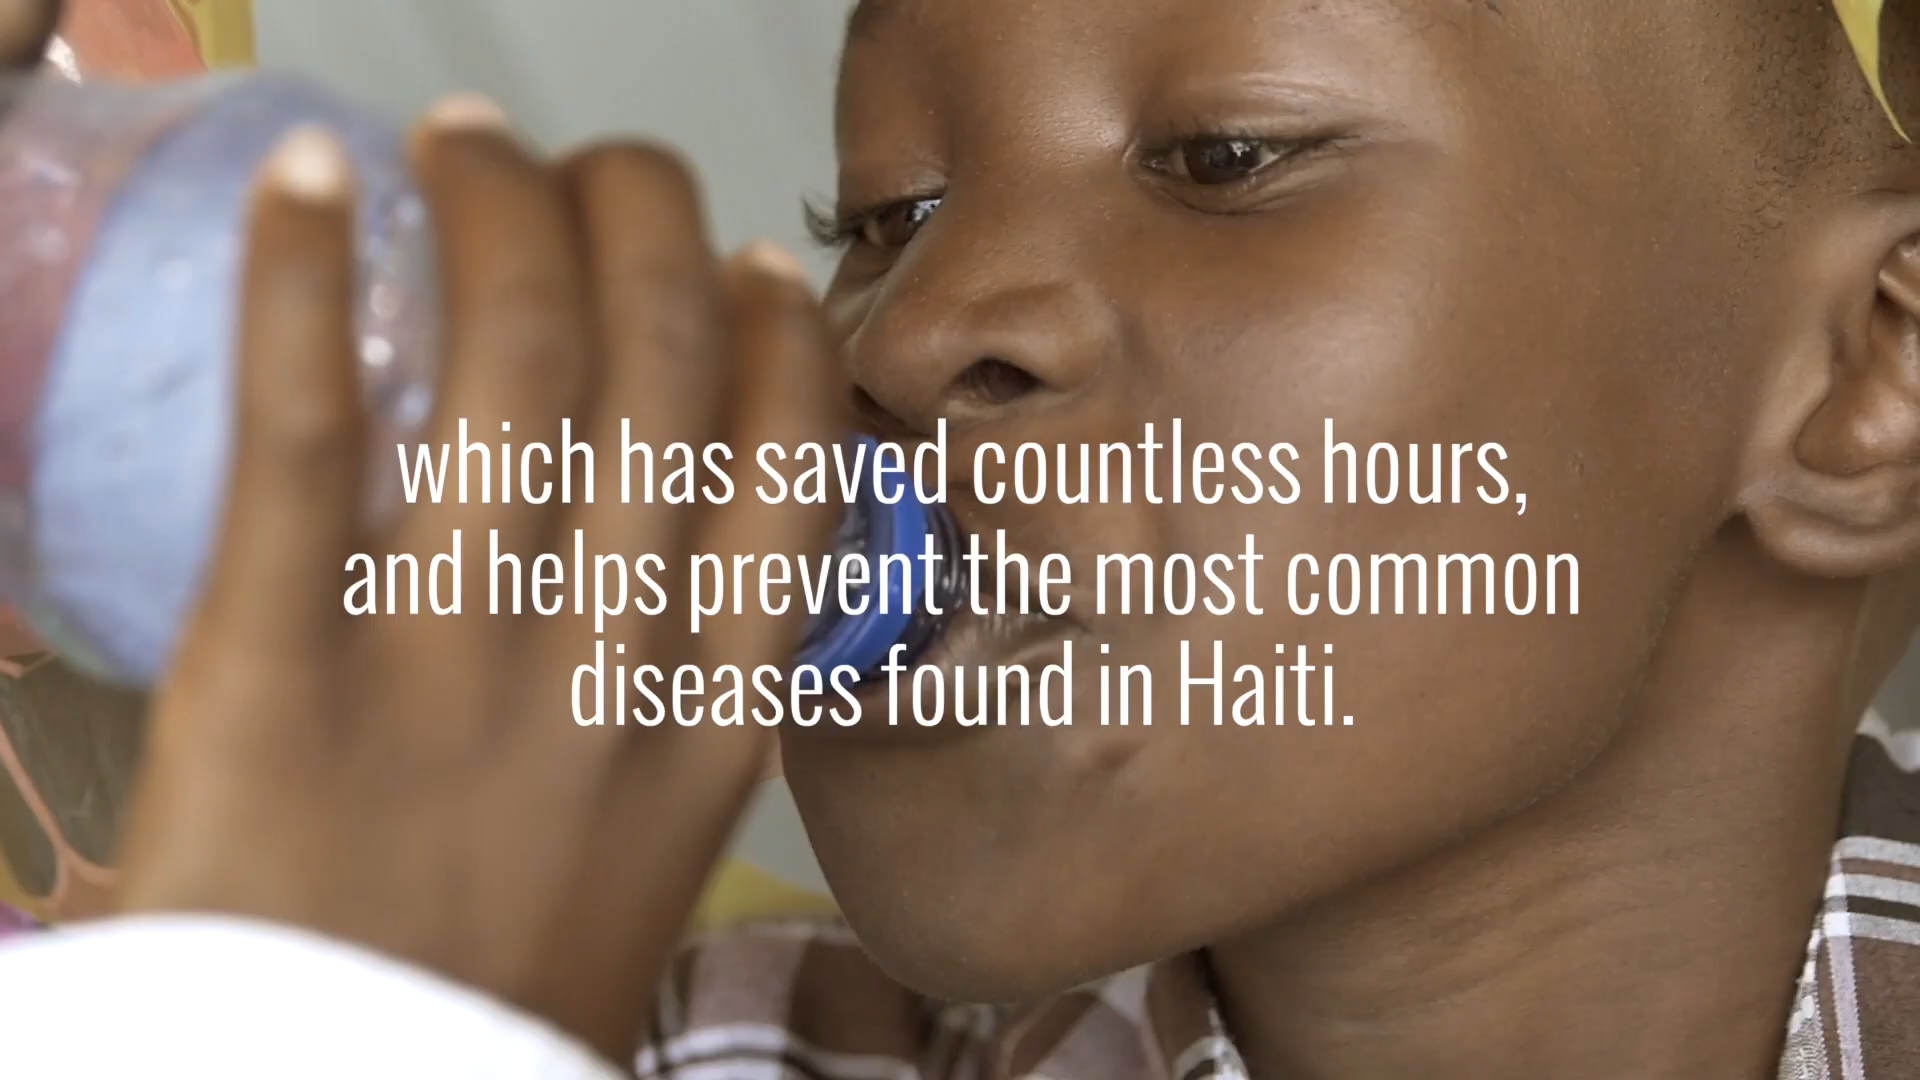 which has saved countless hours,
and helps prevent the most common
diseases found in Haiti.